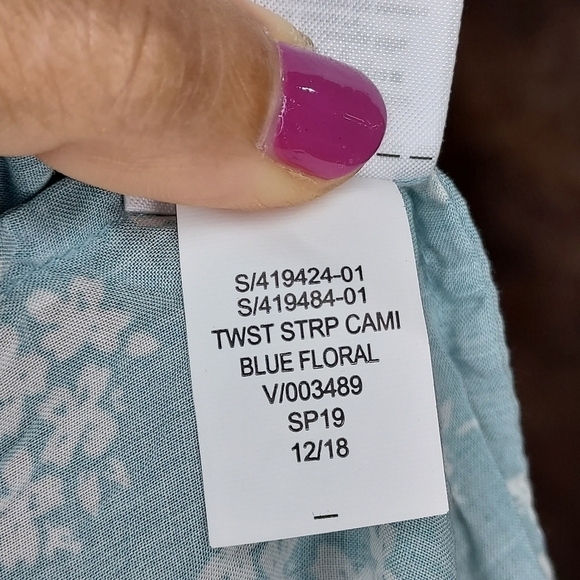 S/419424-01
S/419484-01
TWST STRP CAMI
BLUE FLORAL
V/003489
SP19
12/18